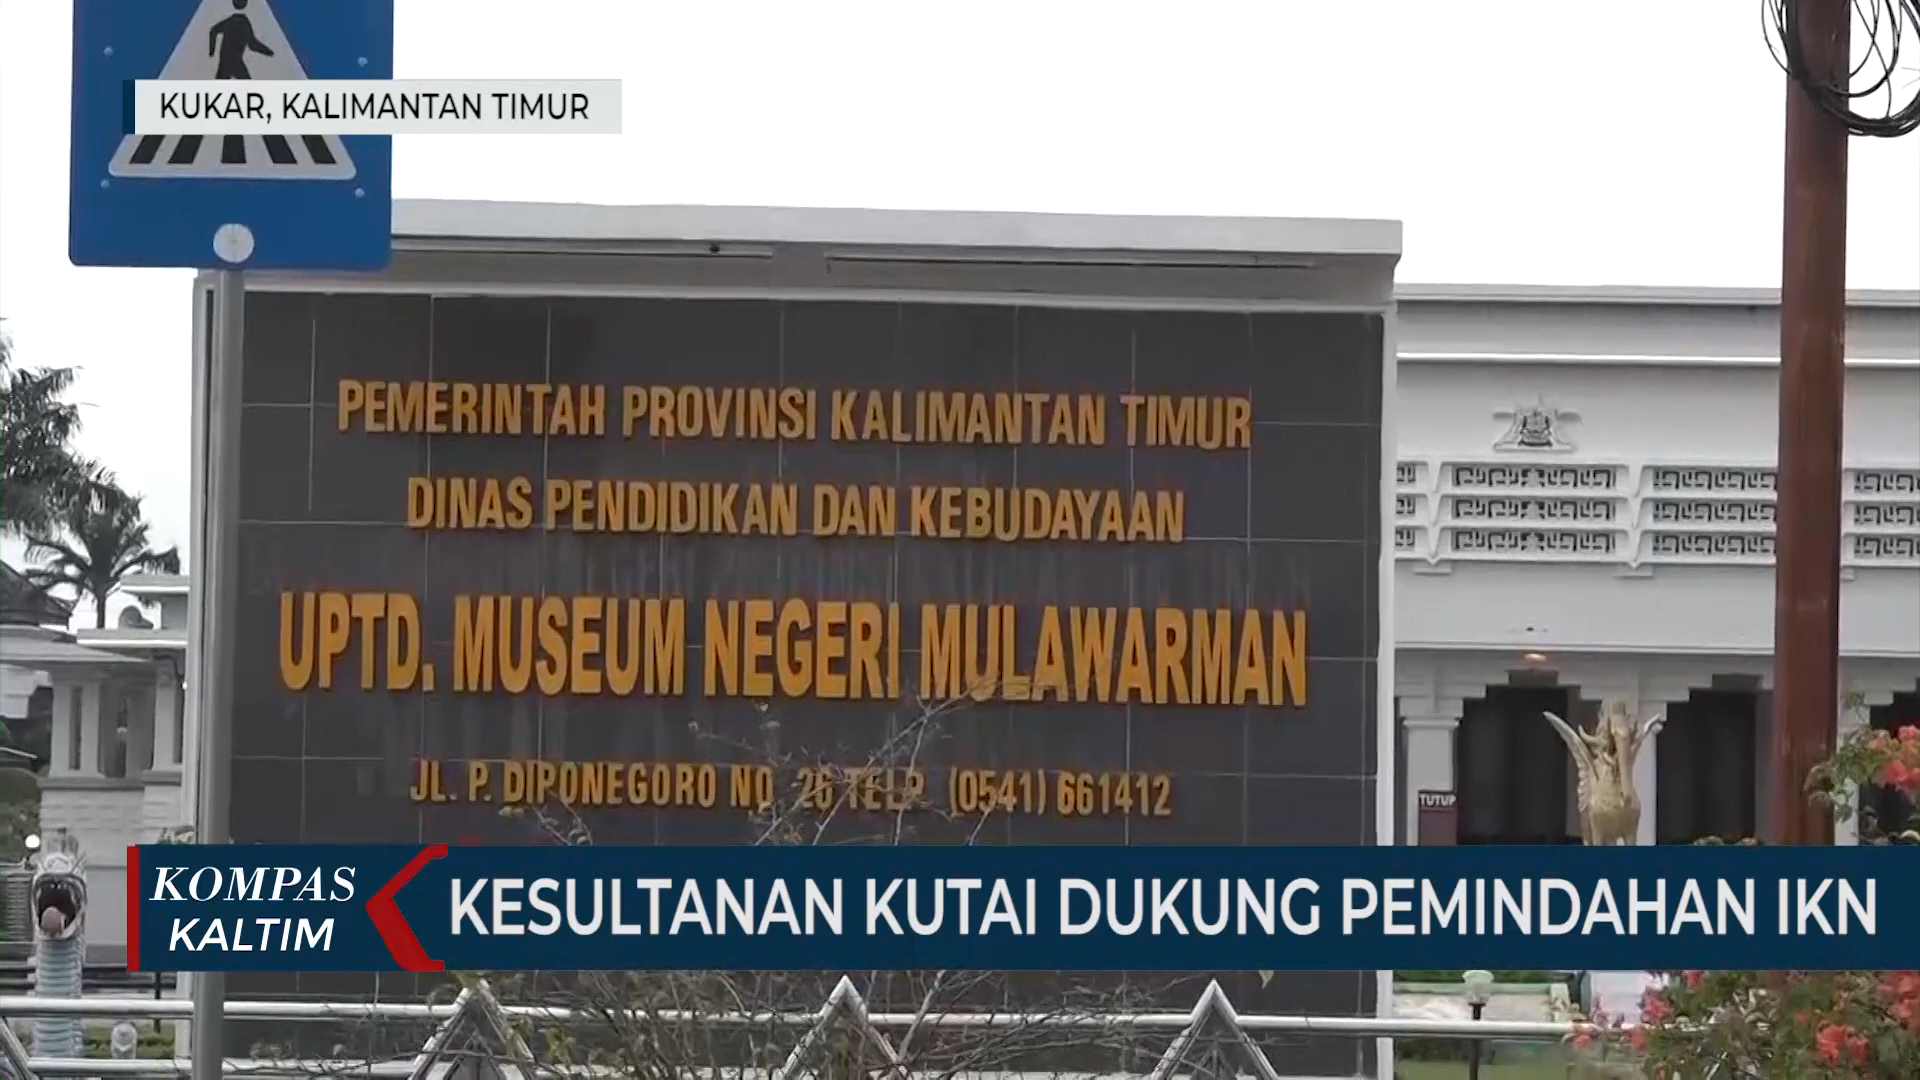 KUKAR, KALIMANTAN TIMUR
PEMERINTAH PROVINSI KALIMANTAN TIMUR
DINAS PENDIDIKAN DAN KEBUDAYAAN
UPTD. MUSEUM NEGERI MULAWARMAN
JL. P. DIPONEGORO NO. 26 TELP. (0541) 661412
TUTUP
KOMPAS
KALTIM
KESULTANAN KUTAI DUKUNG PEMINDAHAN IKN